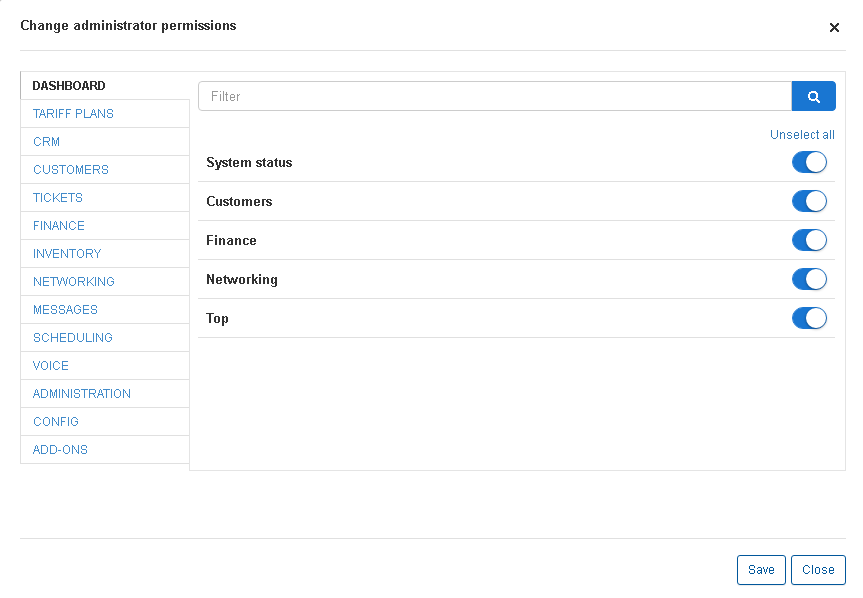 Change administrator permissions
×
DASHBOARD
TARIFF PLANS
CRM
CUSTOMERS
TICKETS
FINANCE
INVENTORY
NETWORKING
MESSAGES
SCHEDULING
VOICE
ADMINISTRATION
CONFIG
ADD-ONS
Filter
Unselect all
System status
Customers
Finance
Networking
Top
Save
Close